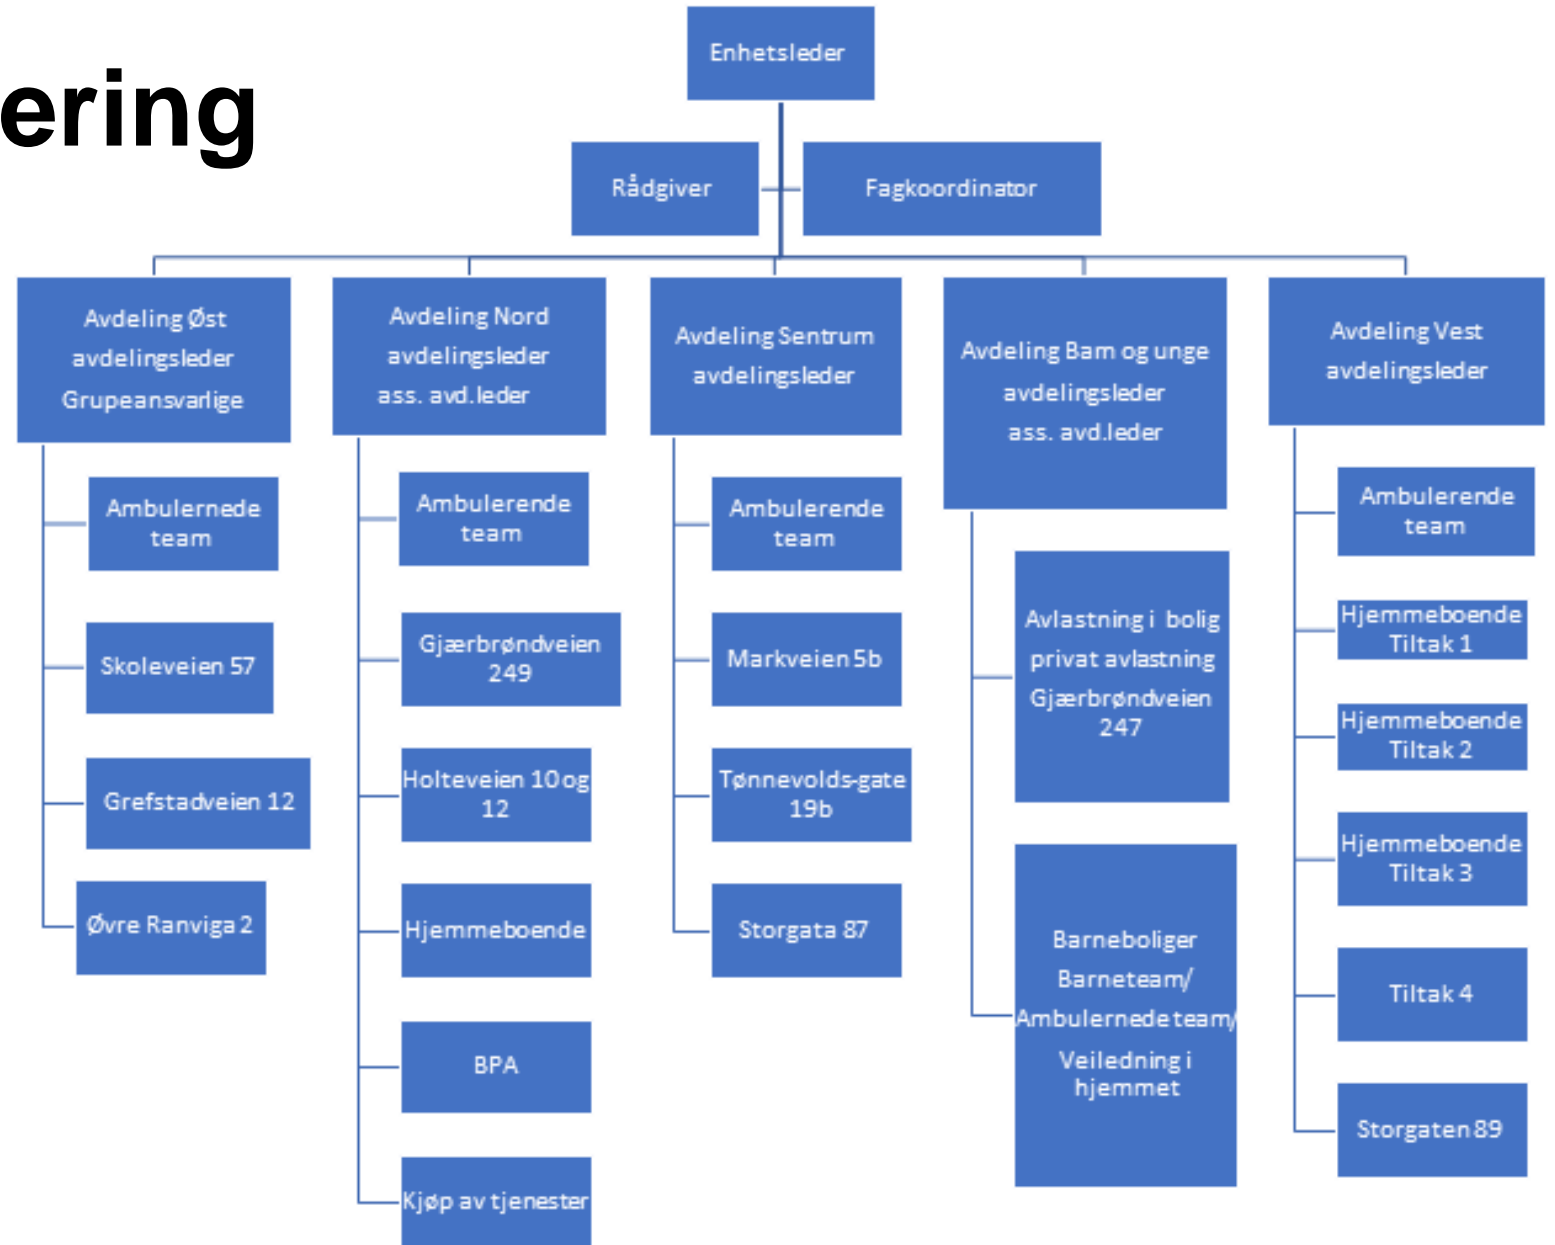 ering
Enhetsleder
Rådgiver
Fagkoordinator
Avdeling Øst
avdelingsleder
Grupeansvarlige
Ambulernede
team
Skoleveien 57
Grefstadveien 12
Øvre Ranviga 2
Avdeling Nord
avdelingsleder
ass. avd.leder
Ambulerende
team
Gjærbrøndveien
249
Holteveien 10 og
12
Hjemmeboende
BPA
Kjøp av tjenester
Avdeling Sentrum
avdelingsleder
Ambulerende
team
Markveien 5b
Tønnevolds-gate
19b
Storgata 87
Avdeling Barn og unge
avdelingsleder
ass. avd.leder
Avlastning i bolig
privat avlastning
Gjærbrøndveien
247
Barneboliger
Barneteam/
Ambulernede team/
Veiledning i
hjemmet
Avdeling Vest
avdelingsleder
Ambulerende
team
Hjemmeboende
Tiltak 1
Hjemmeboende
Tiltak 2
Hjemmeboende
Tiltak 3
Tiltak 4
Storgaten 89